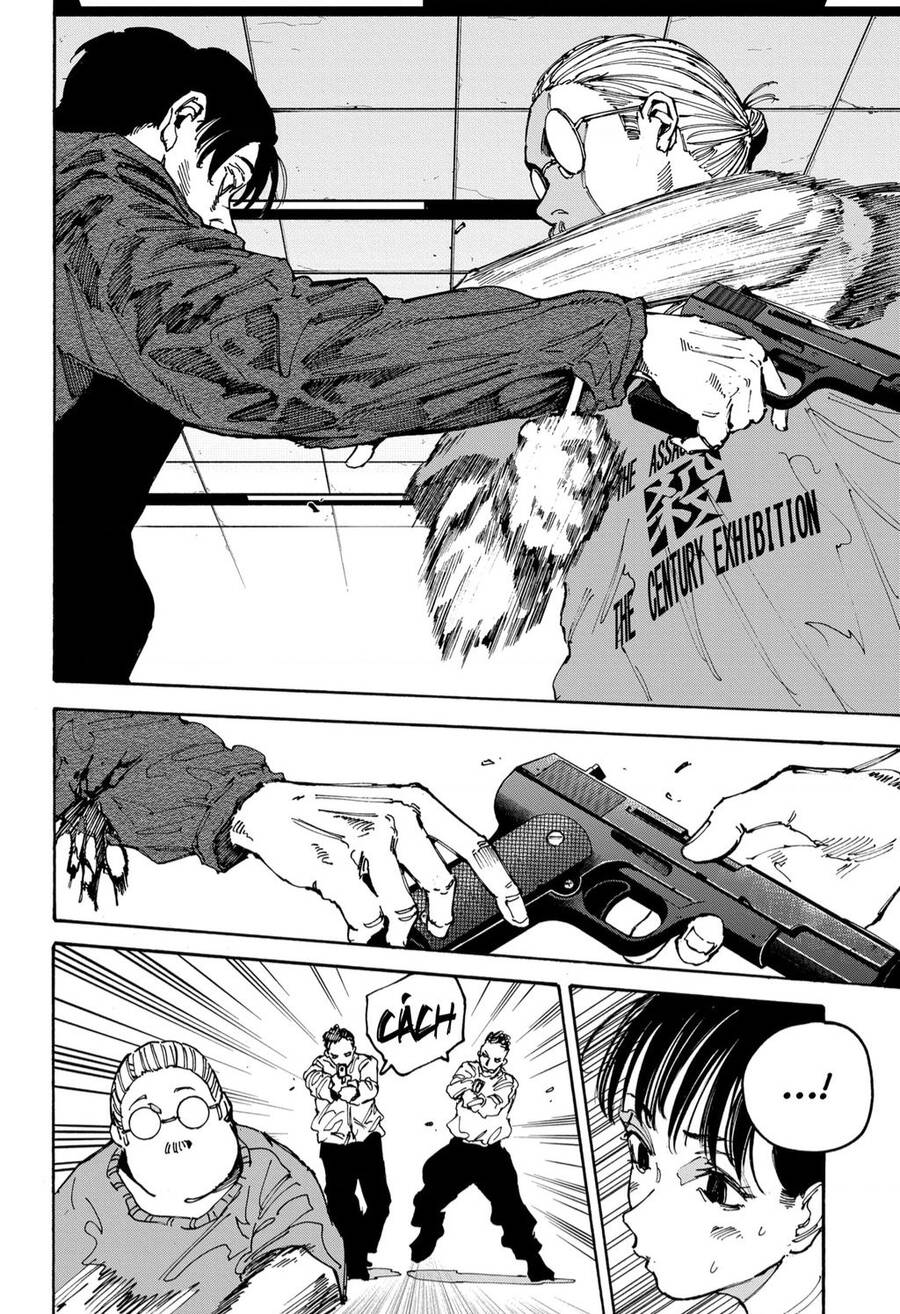 THE ASSA
殺
THE CENTURY EXHIBITION
CÁCH
...!